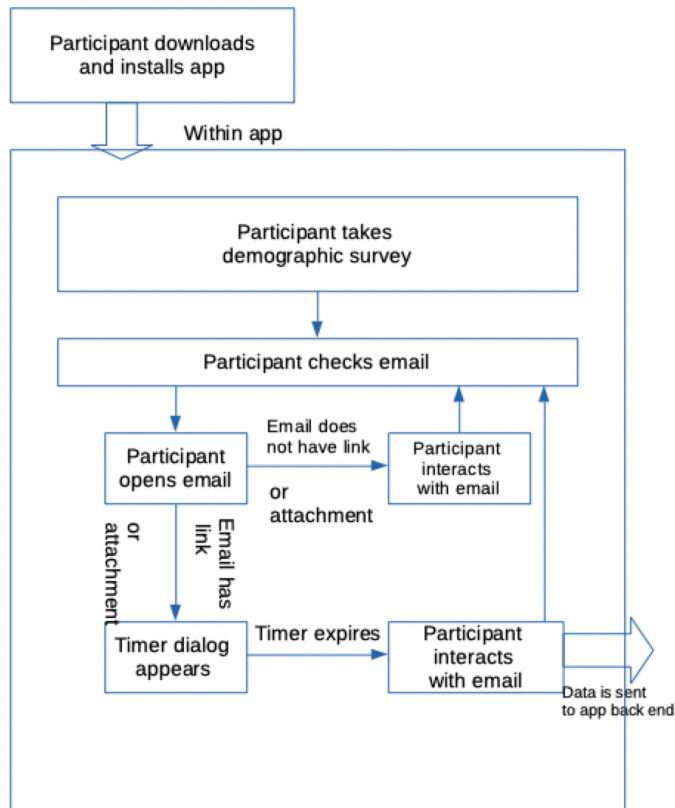 Participant downloads
and installs app
Within app
Participant takes
demographic survey
Participant checks email
Participant
opens email
Email does
not have link
or
attachment
Participant
interacts
with email
Email has
link
or
attachment
Timer dialog
appears
Timer expires
Participant
interacts
with email
Data is sent
to app back end